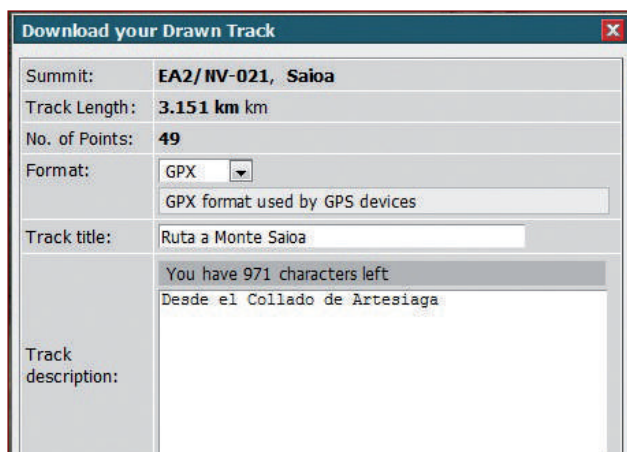 Download your Drawn Track
Summit: EA2/NV-021, Saioa
Track Length: 3.151 km km
No. of Points: 49
Format: GPX
GPX format used by GPS devices
Track title: Ruta a Monte Saioa
You have 971 characters left
Desde el Collado de Artesiaga
Track
description: